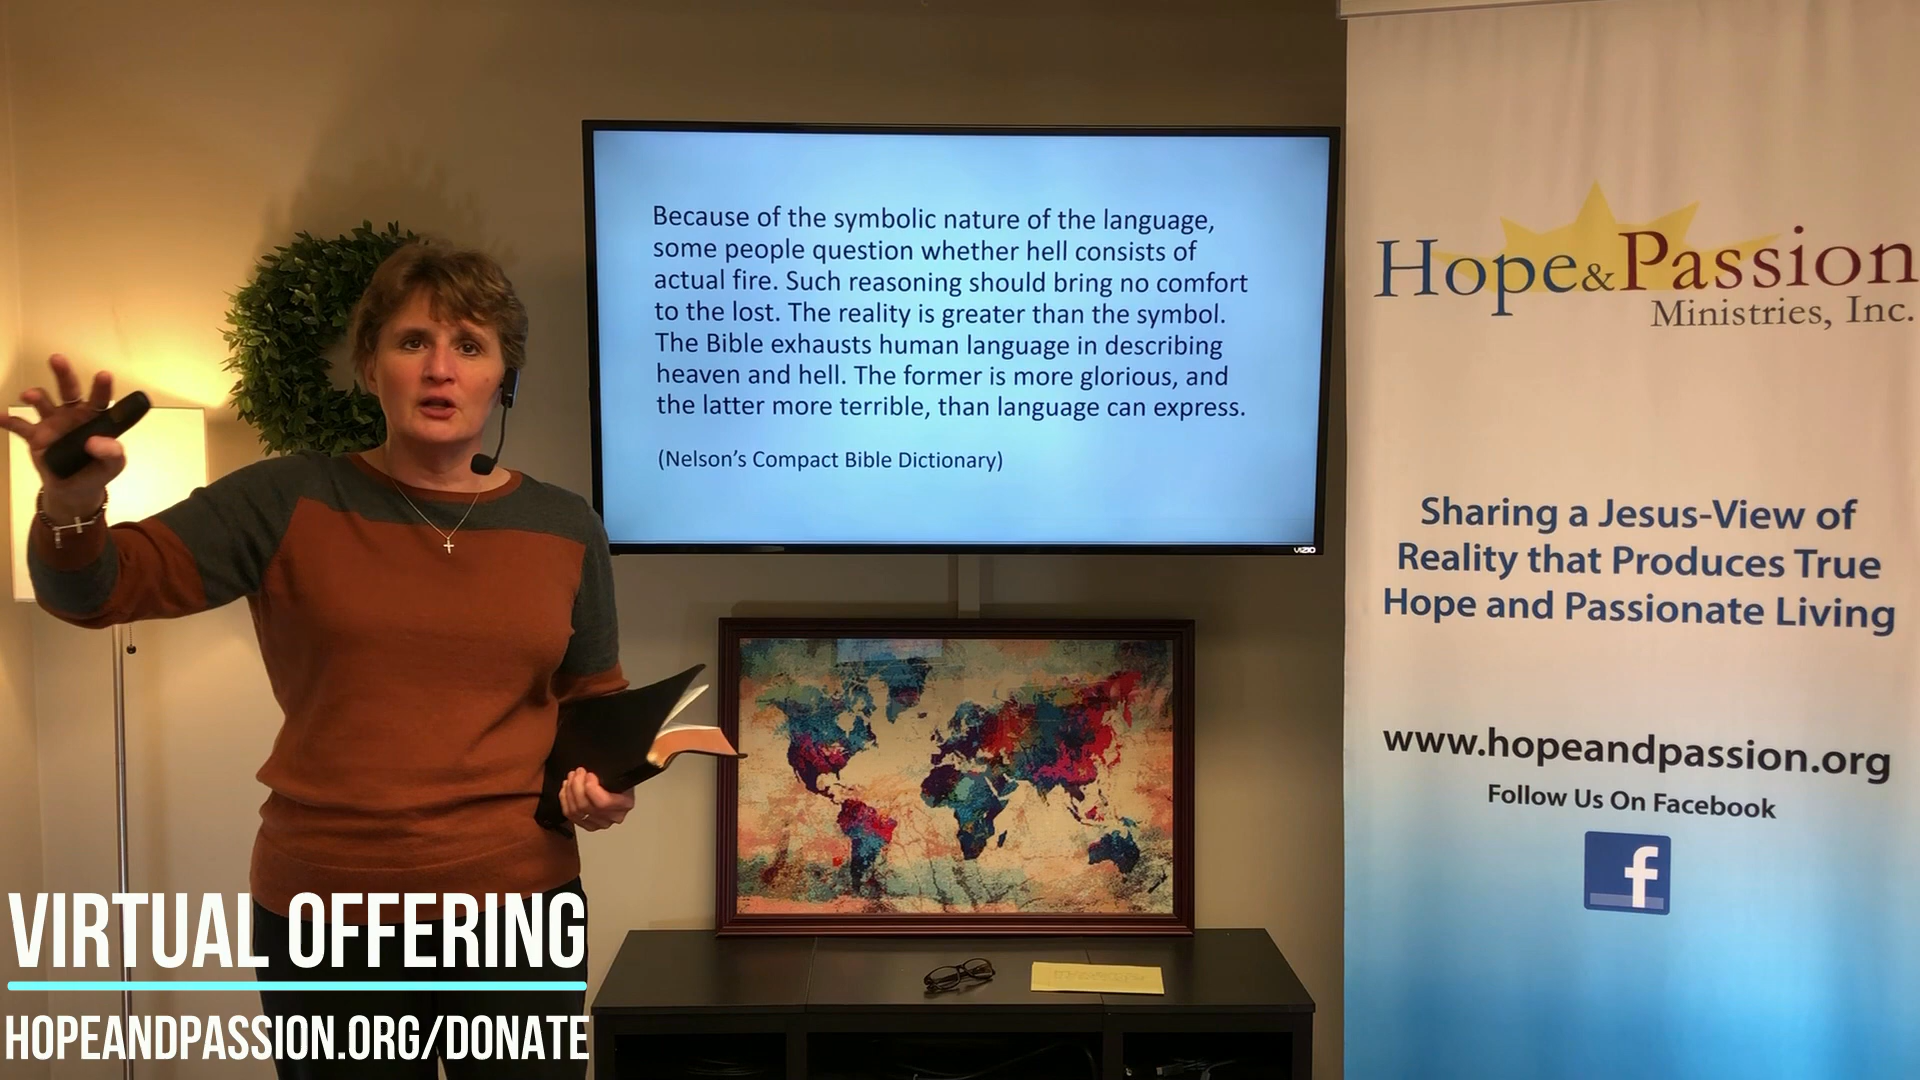 Because of the symbolic nature of the language,
some people question whether hell consists of
actual fire. Such reasoning should bring no comfort
to the lost. The reality is greater than the symbol.
The Bible exhausts human language in describing
heaven and hell. The former is more glorious, and
the latter more terrible, than language can express.
(Nelson's Compact Bible Dictionary)
VIZIO
Hope&Passion
Ministries, Inc.
Sharing a Jesus-View of
Reality that Produces True
Hope and Passionate Living
www.hopeandpassion.org
Follow Us On Facebook
f
VIRTUAL OFFERING
HOPEANDPASSION.ORG/DONATE